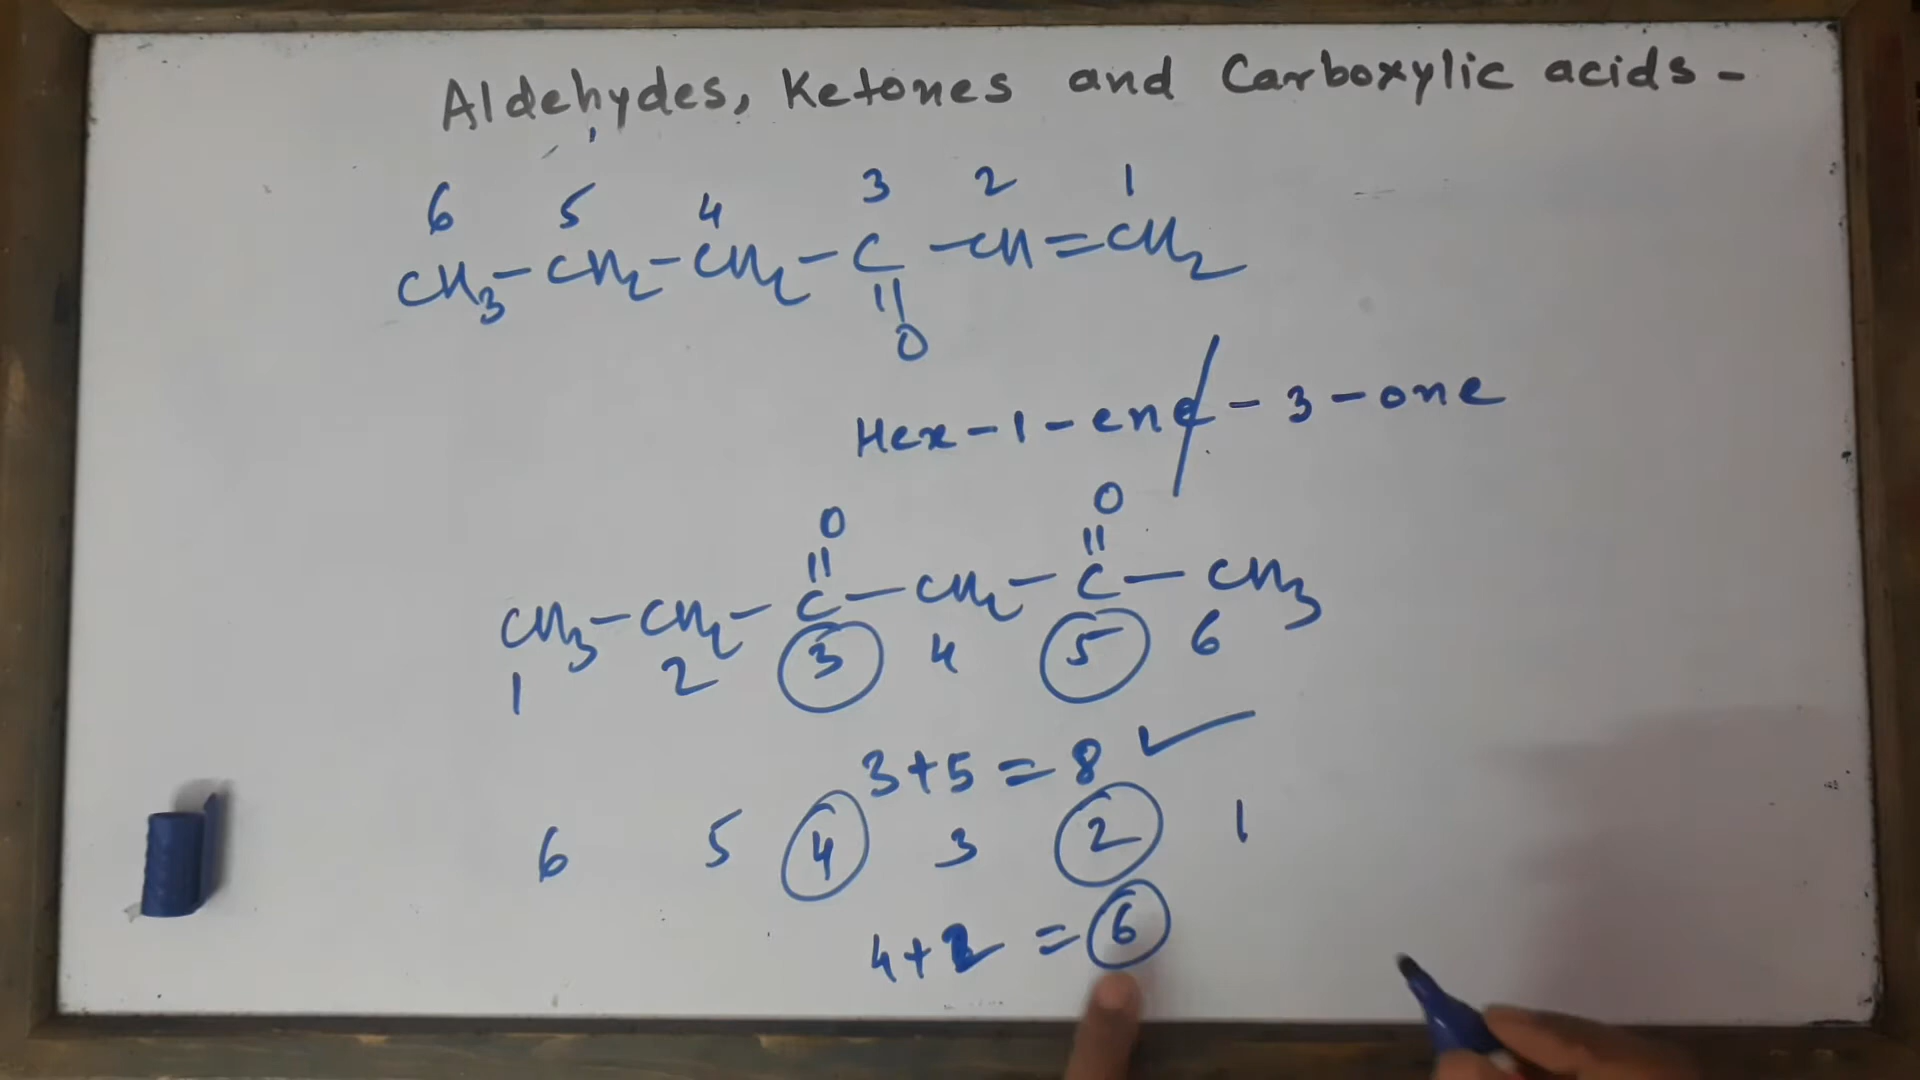 Aldehydes, Ketones and Carboxylic acids -
6 5 4 3 2 1
CH3 - CH2 - CH2 - C - CH = CH2
||
O
Hex - 1 - ene - 3 - one
O O
|| ||
CH3 - CH2 - C - CH2 - C - CH3
1 2 3 4 5 6
3 + 5 = 8 ✓
6 5 4 3 2 1
4 + 2 = 6